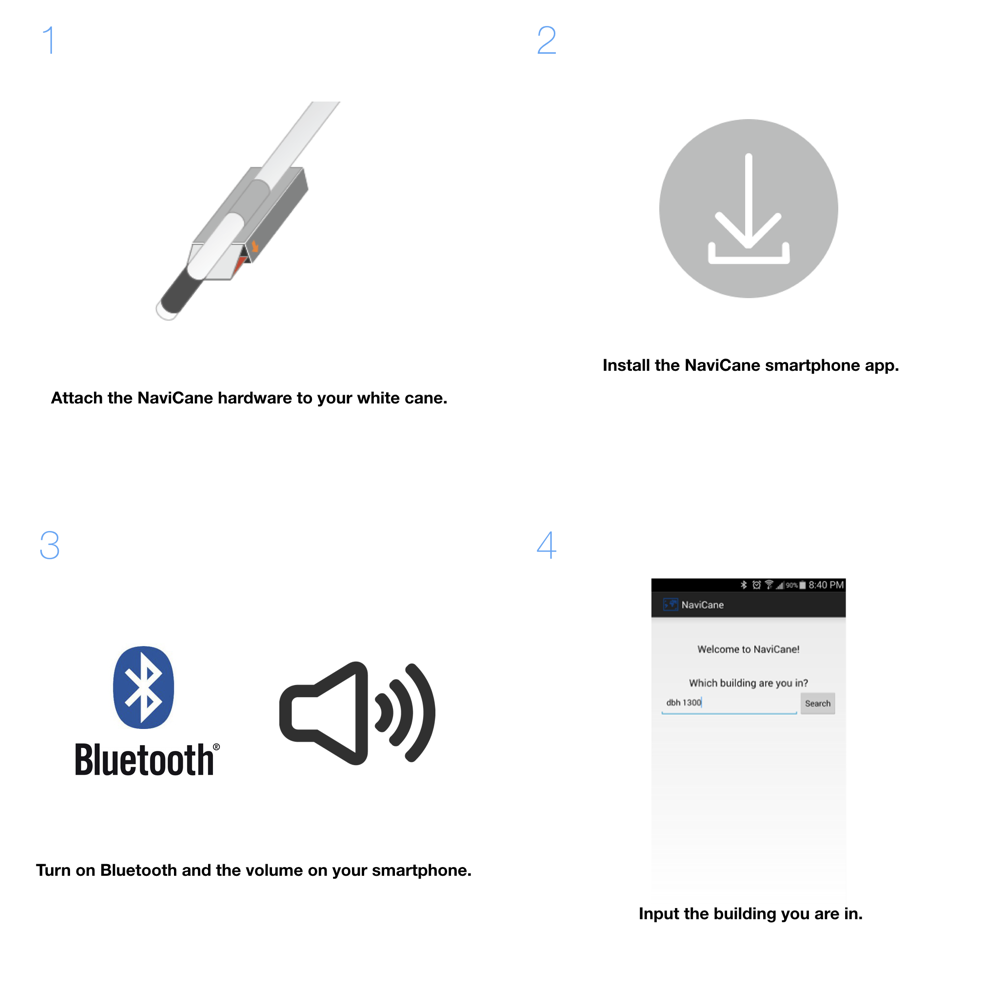 1
Attach the NaviCane hardware to your white cane.
2
Install the NaviCane smartphone app.
3
Bluetooth®
Turn on Bluetooth and the volume on your smartphone.
4
90% 8:40 PM
NaviCane
Welcome to NaviCane!
Which building are you in?
dbh 1300 Search
Input the building you are in.